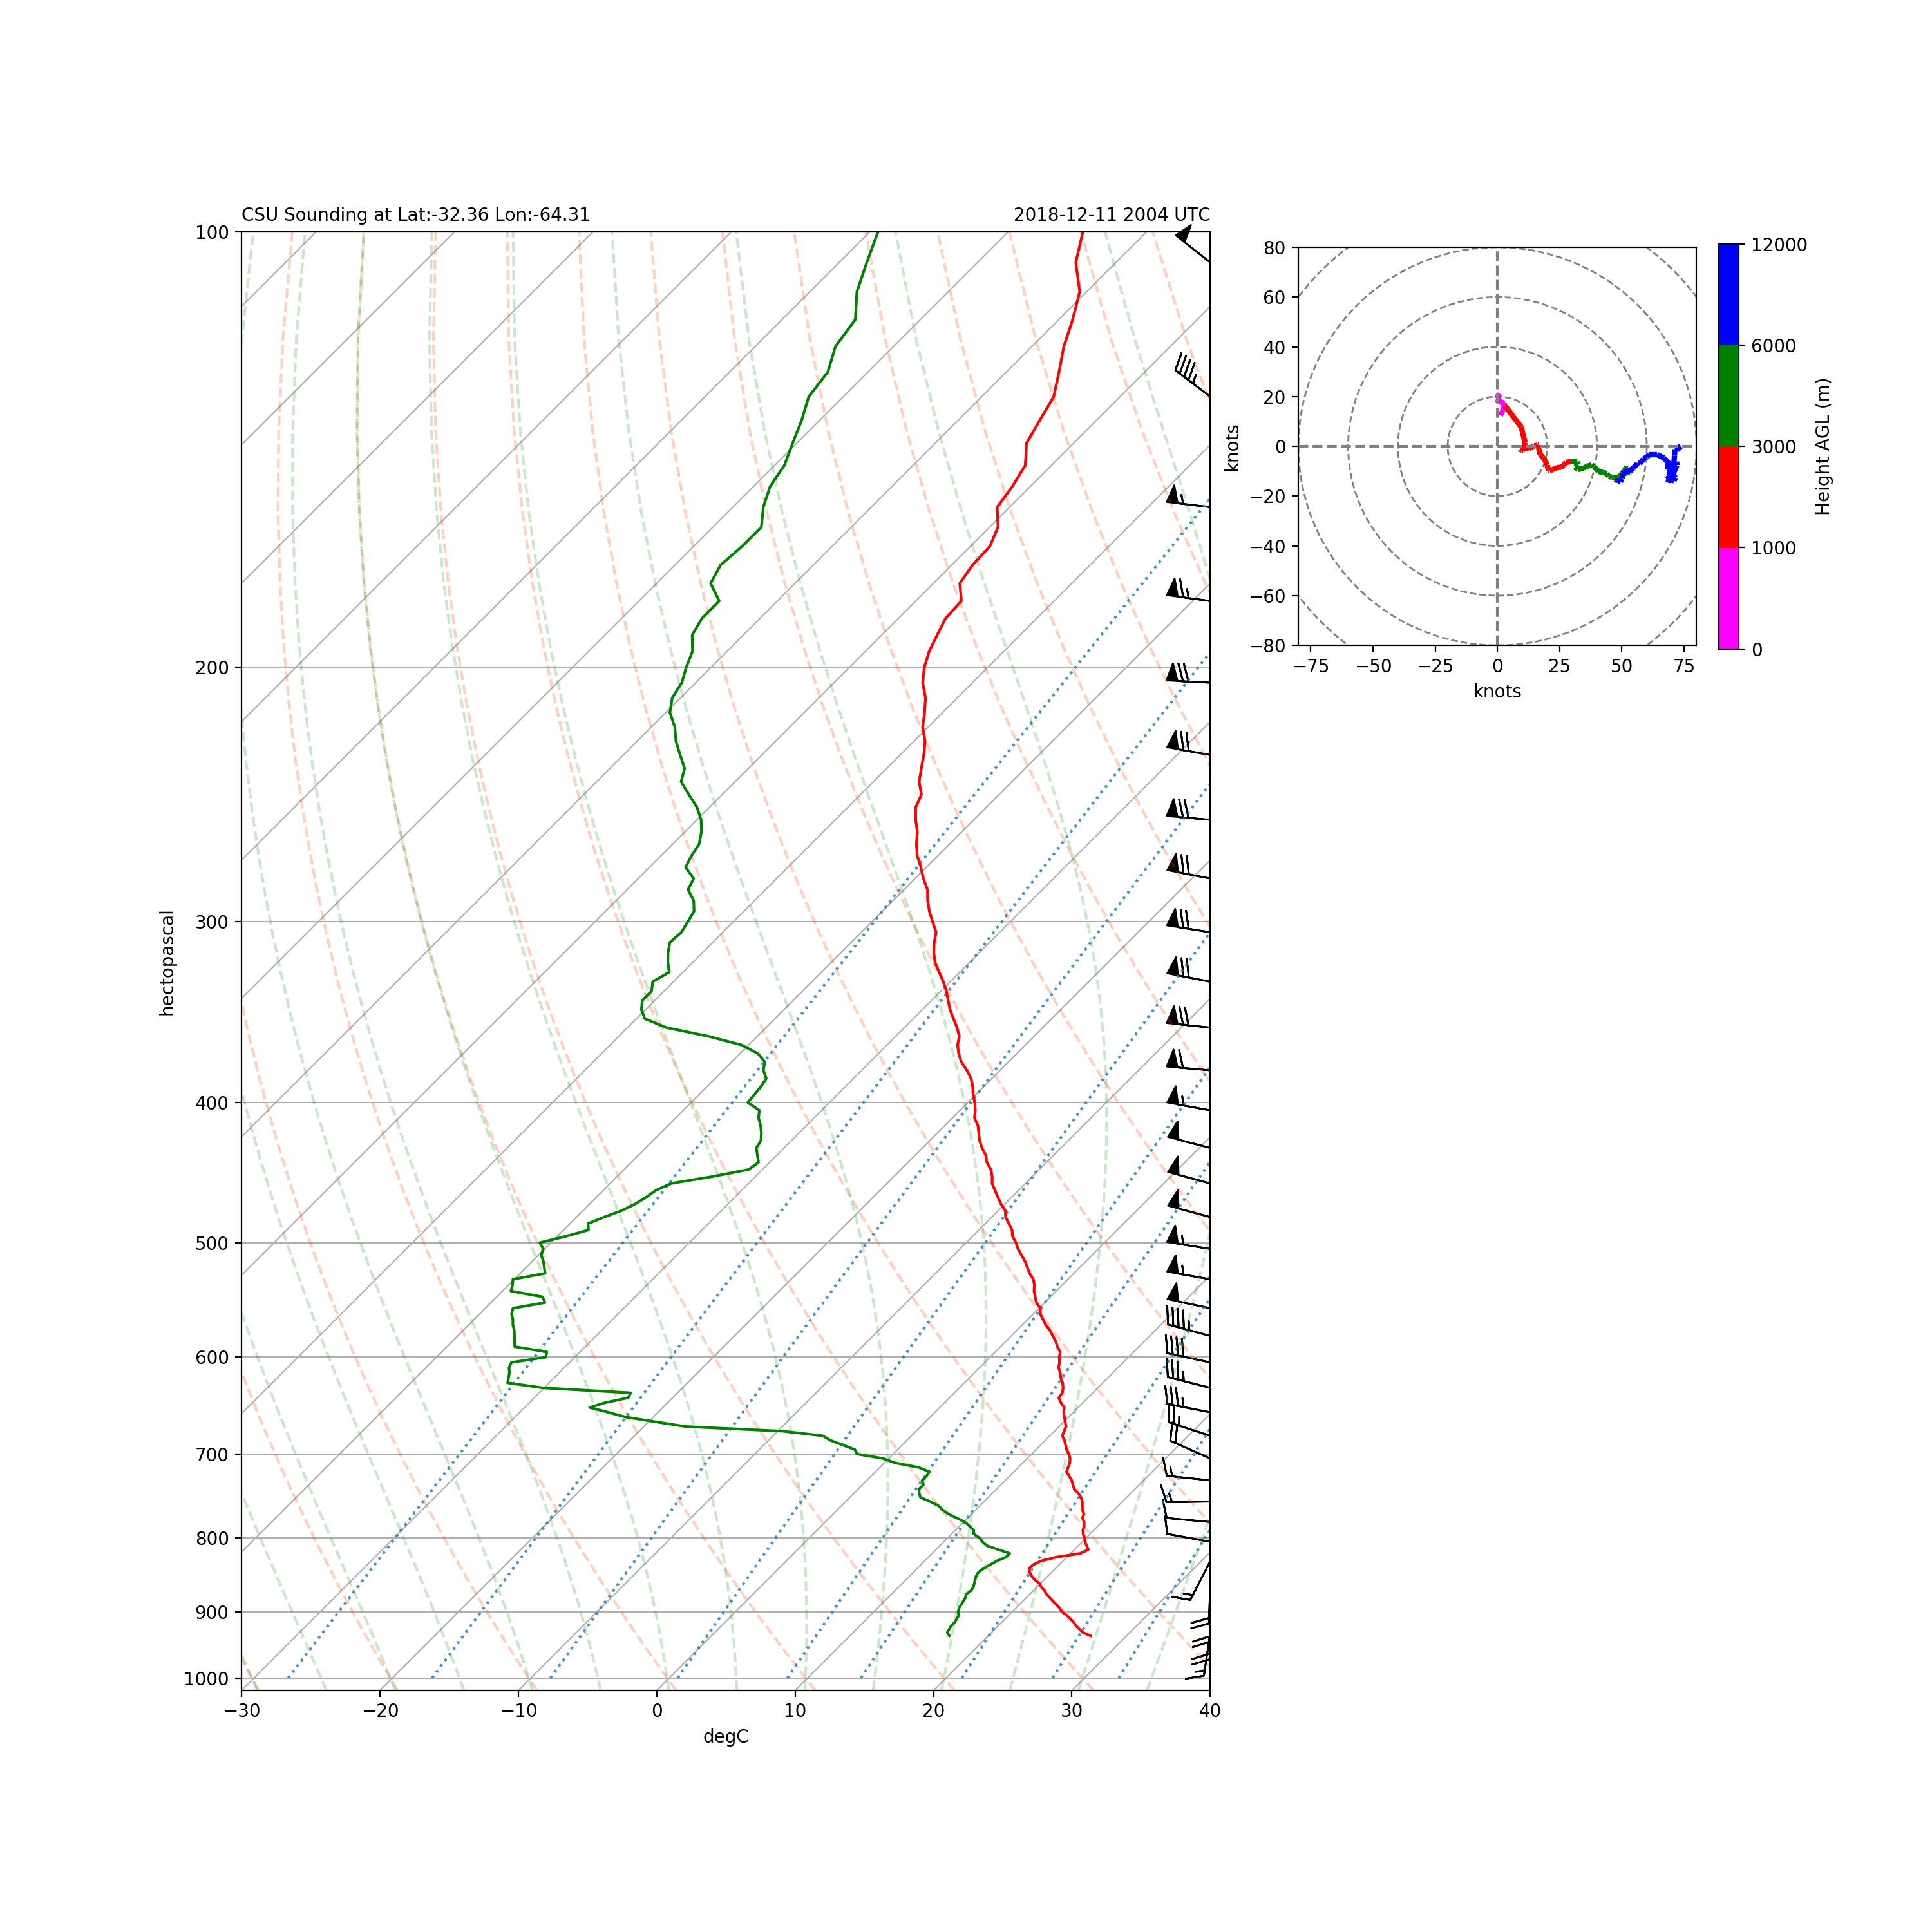 CSU Sounding at Lat:-32.36 Lon:-64.31
2018-12-11 2004 UTC
100
200
300
400
500
600
700
800
900
1000
hectopascal
−30 −20 −10 0 10 20 30 40
degC
80
60
40
20
0
−20
−40
−60
−80
knots
−75 −50 −25 0 25 50 75
knots
12000
6000
3000
1000
0
Height AGL (m)